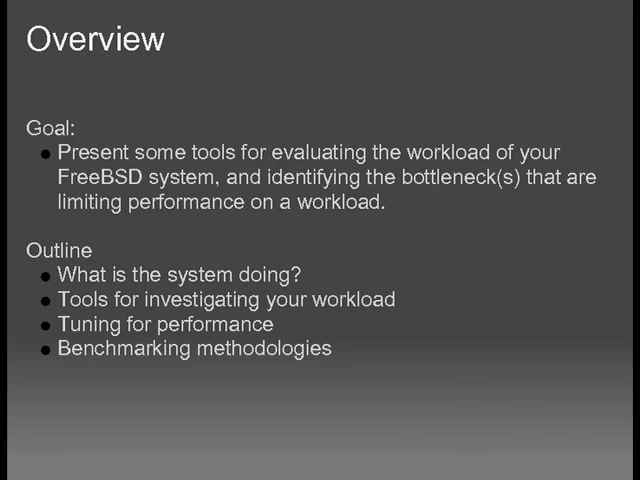 Overview
Goal:
Present some tools for evaluating the workload of your
FreeBSD system, and identifying the bottleneck(s) that are
limiting performance on a workload.
Outline
What is the system doing?
Tools for investigating your workload
Tuning for performance
Benchmarking methodologies